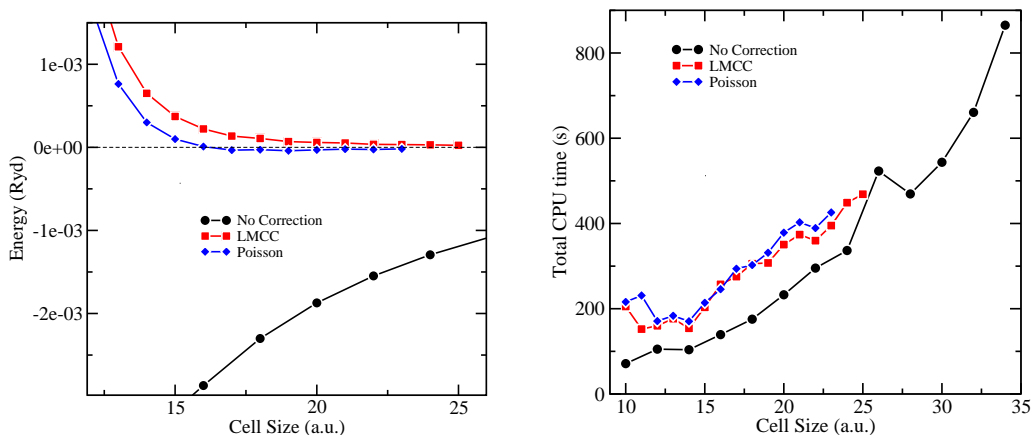 1e-03
0e+00
-1e-03
-2e-03
Energy (Ryd)
No Correction
LMCC
Poisson
15
20
25
Cell Size (a.u.)
800
600
400
200
0
Total CPU time (s)
No Correction
LMCC
Poisson
10
15
20
25
30
35
Cell Size (a.u.)